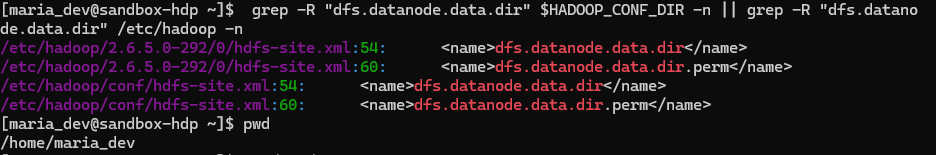 [maria_dev@sandbox-hdp ~]$  grep -R "dfs.datanode.data.dir" $HADOOP_CONF_DIR -n || grep -R "dfs.datano
de.data.dir" /etc/hadoop -n
/etc/hadoop/2.6.5.0-292/0/hdfs-site.xml:54:      <name>dfs.datanode.data.dir</name>
/etc/hadoop/2.6.5.0-292/0/hdfs-site.xml:60:      <name>dfs.datanode.data.dir.perm</name>
/etc/hadoop/conf/hdfs-site.xml:54:      <name>dfs.datanode.data.dir</name>
/etc/hadoop/conf/hdfs-site.xml:60:      <name>dfs.datanode.data.dir.perm</name>
[maria_dev@sandbox-hdp ~]$ pwd
/home/maria_dev